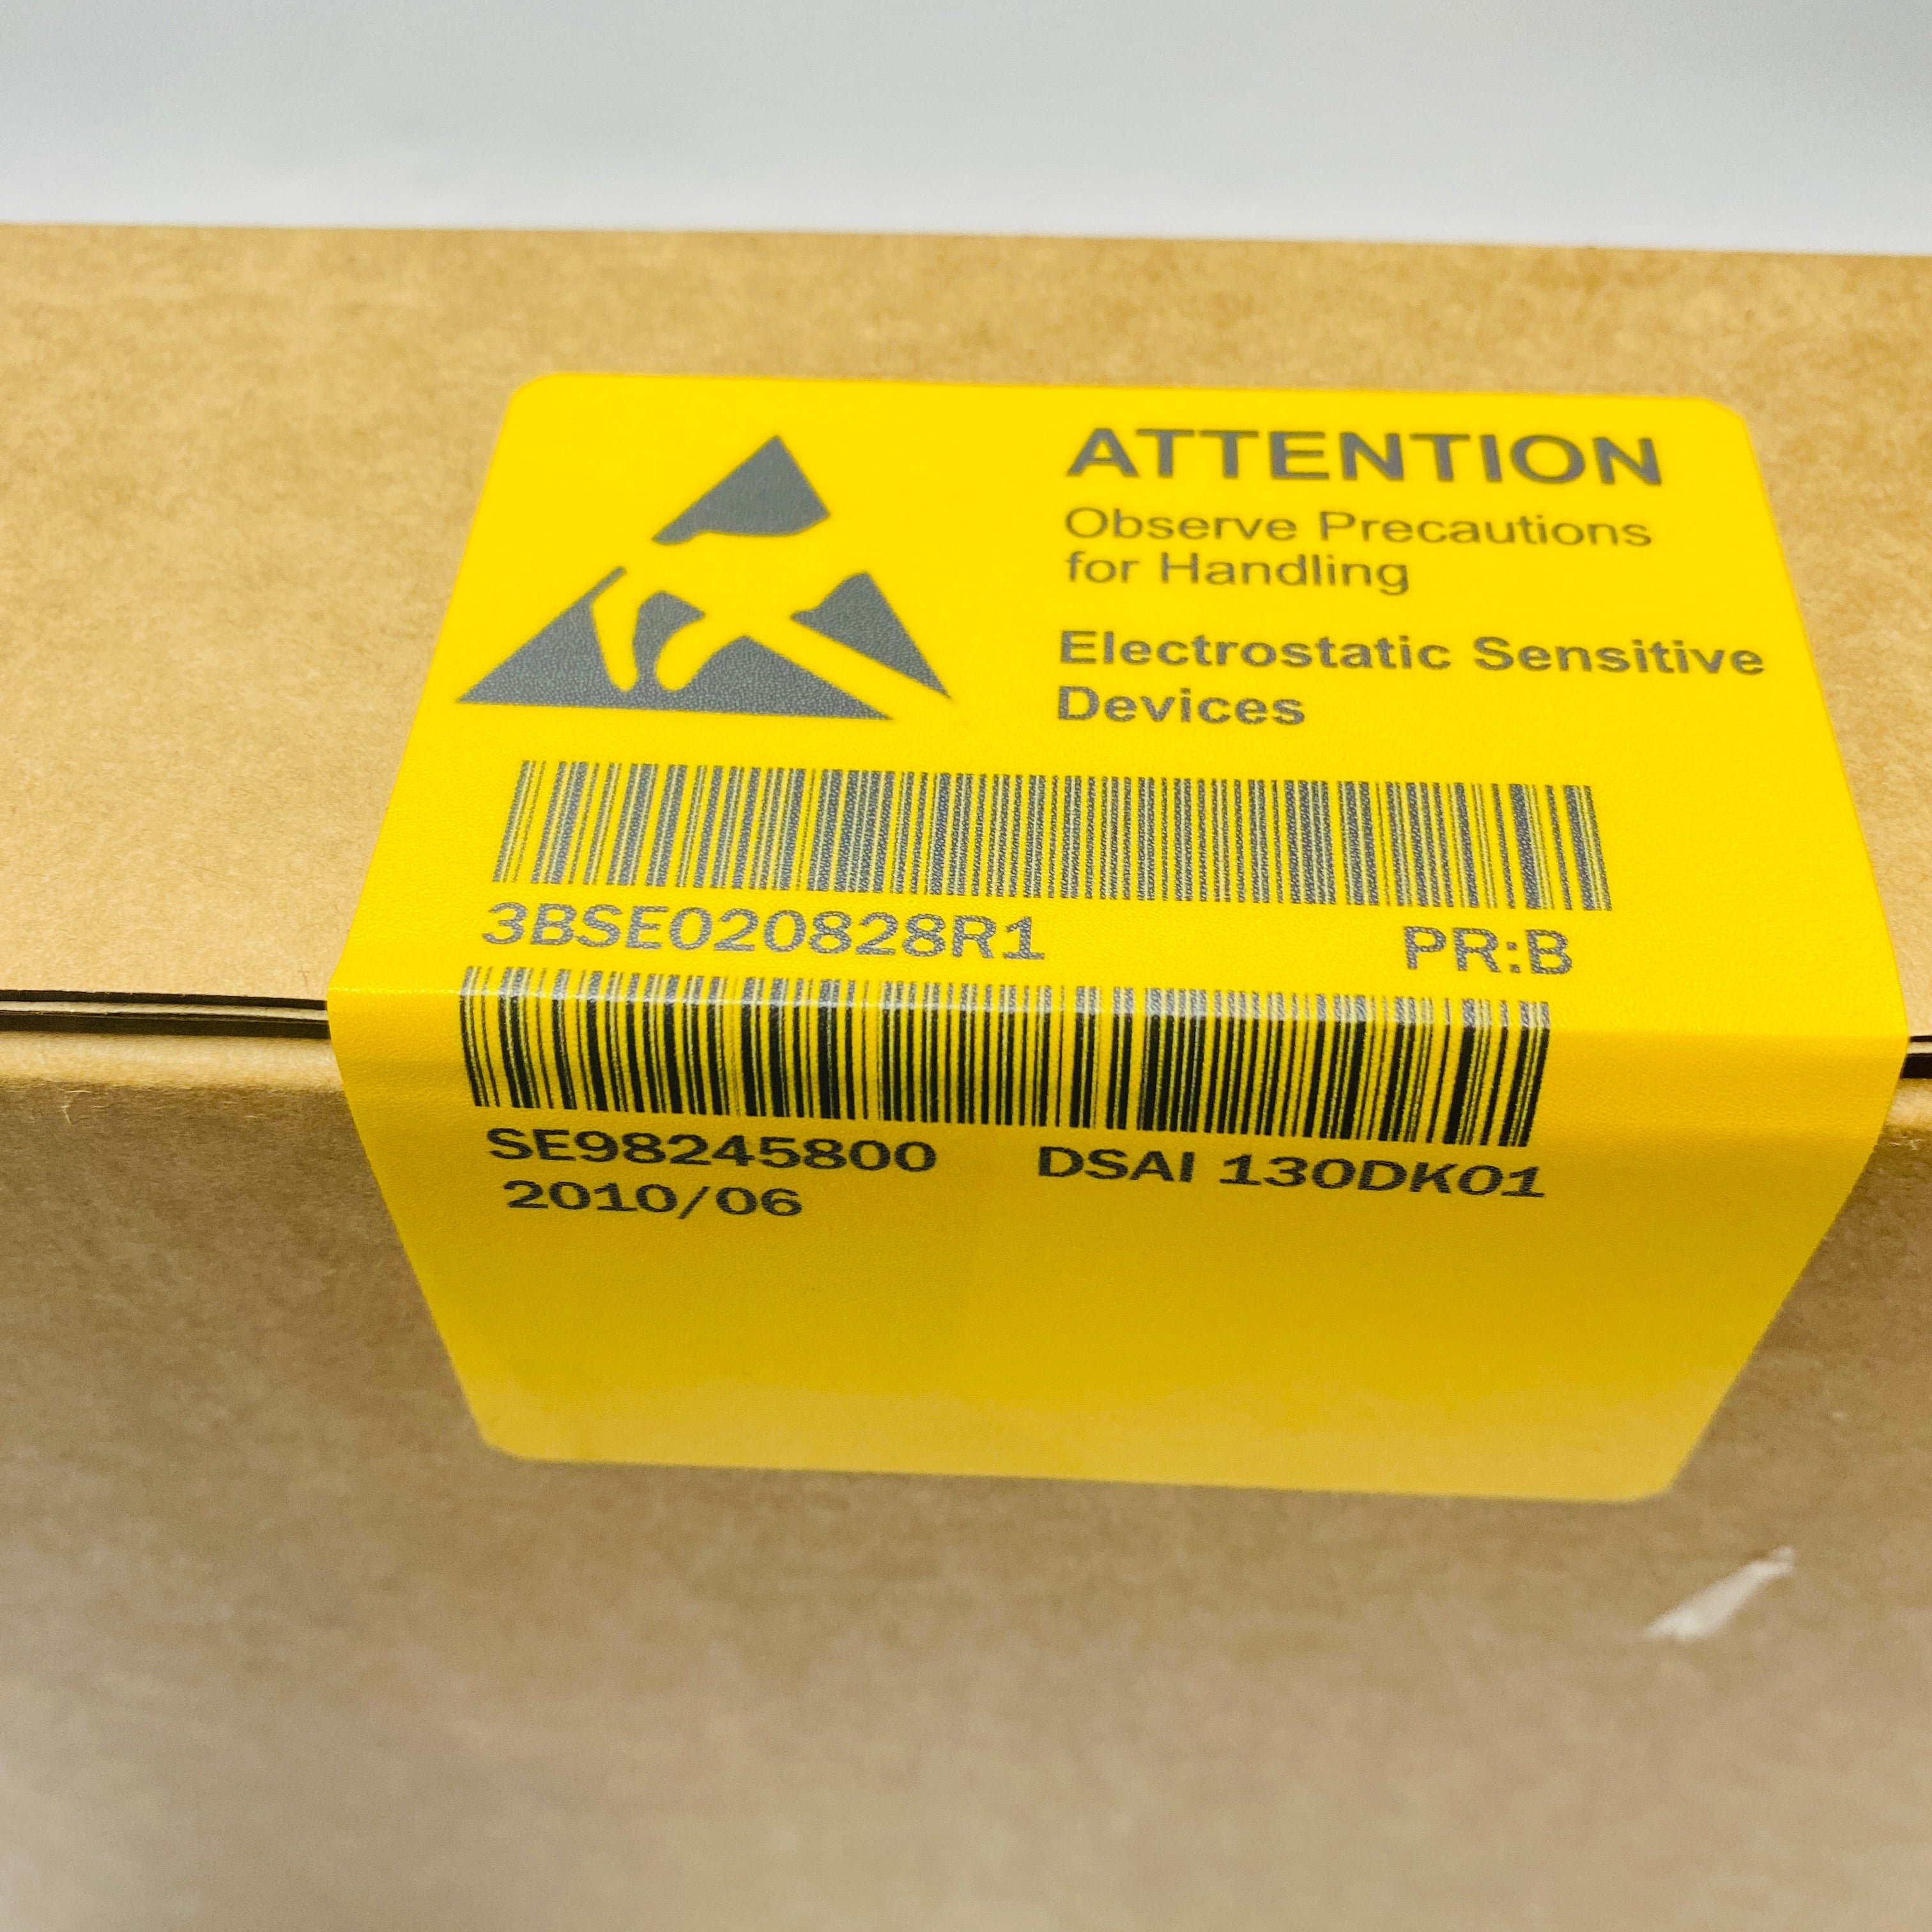 ATTENTION
Observe Precautions
for Handling
Electrostatic Sensitive
Devices
3BSE020828R1 PR:B
SE98245800 DSAI 130DK01
2010/06